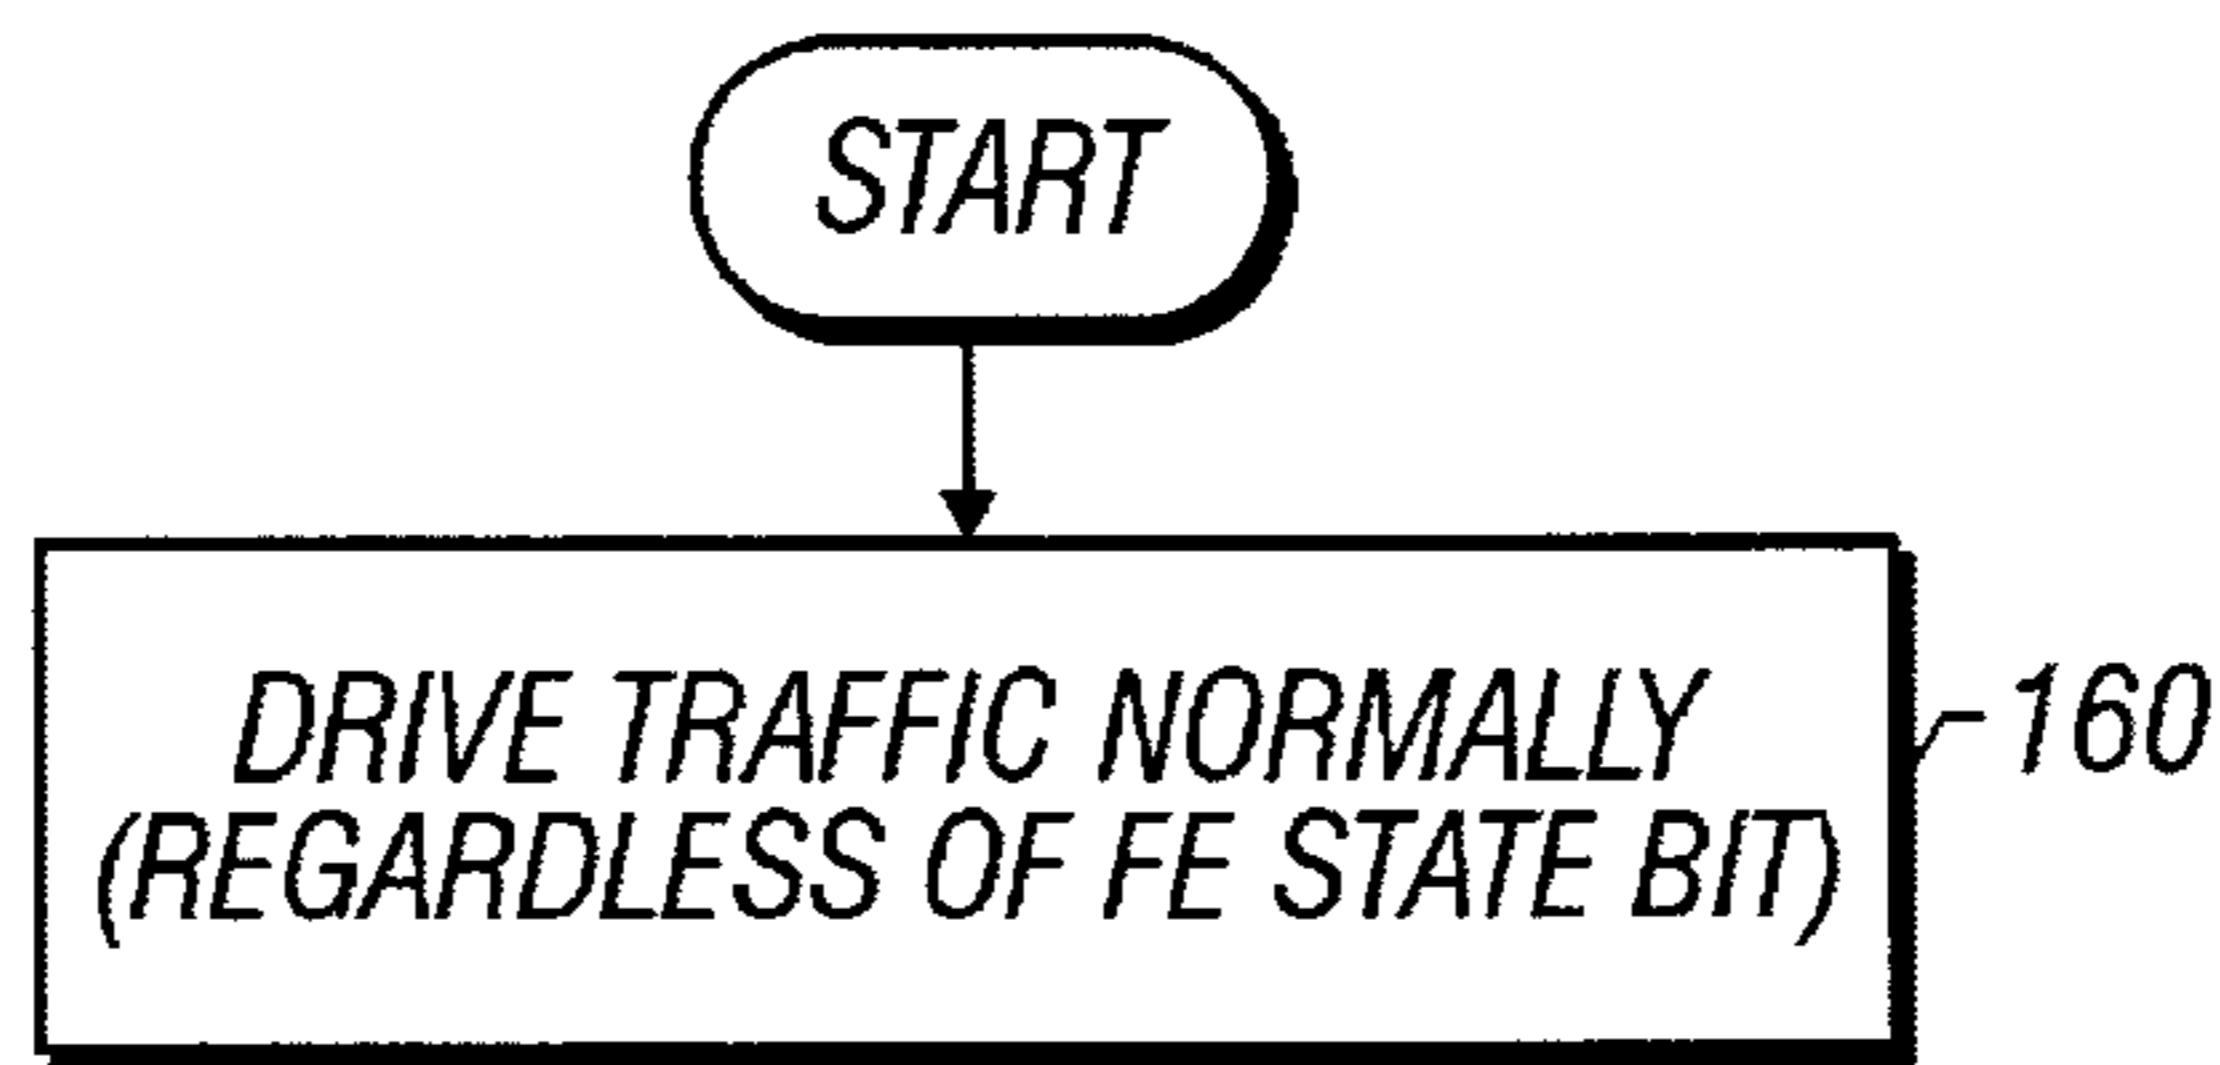 START
DRIVE TRAFFIC NORMALLY
(REGARDLESS OF FE STATE BIT)
160